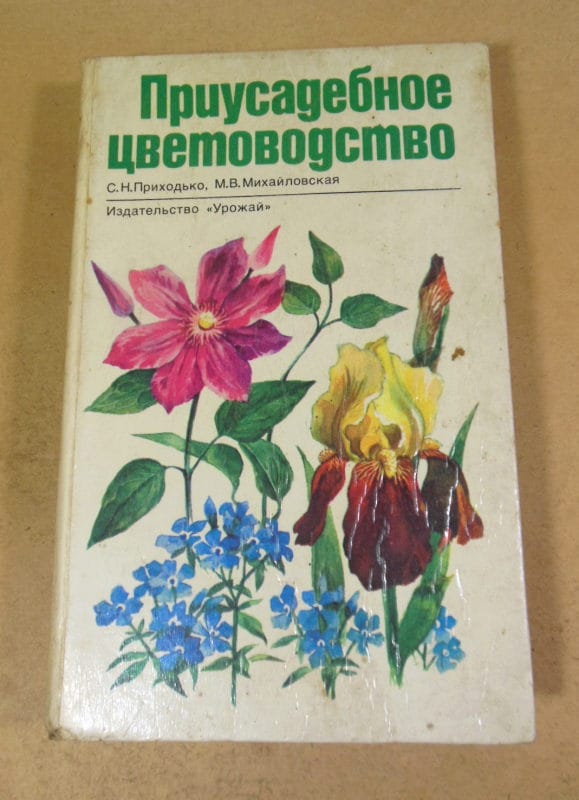 Приусадебное
цветоводство
С.Н.Приходько, М.В.Михайловская
Издательство «Урожай»